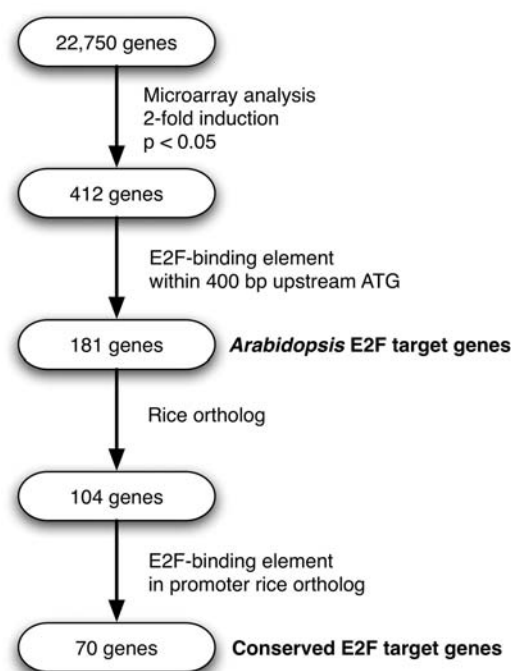 22,750 genes
Microarray analysis
2-fold induction
p < 0.05
412 genes
E2F-binding element
within 400 bp upstream ATG
181 genes
Arabidopsis E2F target genes
Rice ortholog
104 genes
E2F-binding element
in promoter rice ortholog
70 genes
Conserved E2F target genes